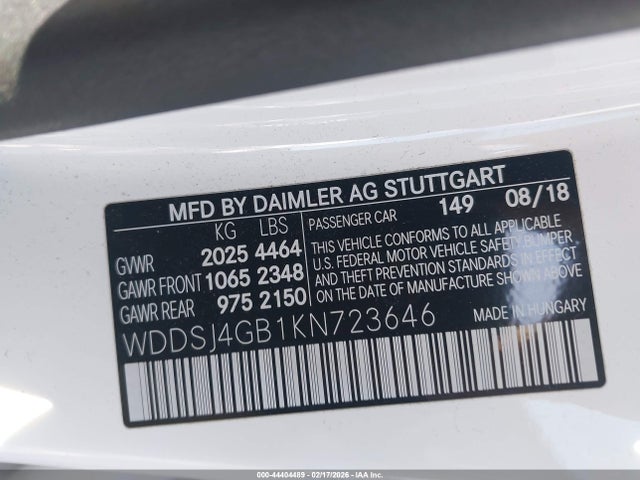 MFD BY DAIMLER AG STUTTGART
KG LBS
GVWR 2025 4464
GAWR FRONT 1065 2348
GAWR REAR 975 2150
PASSENGER CAR 149 08/18
THIS VEHICLE CONFORMS TO ALL APPLICABLE
U.S. FEDERAL MOTOR VEHICLE SAFETY, BUMPER
AND THEFT PREVENTION STANDARDS IN EFFECT
ON THE DATE OF MANUFACTURE SHOWN ABOVE
WDDSJ4GB1KN723646
MADE IN HUNGARY
000-44404489 - 02/17/2026 - IAA, Inc.